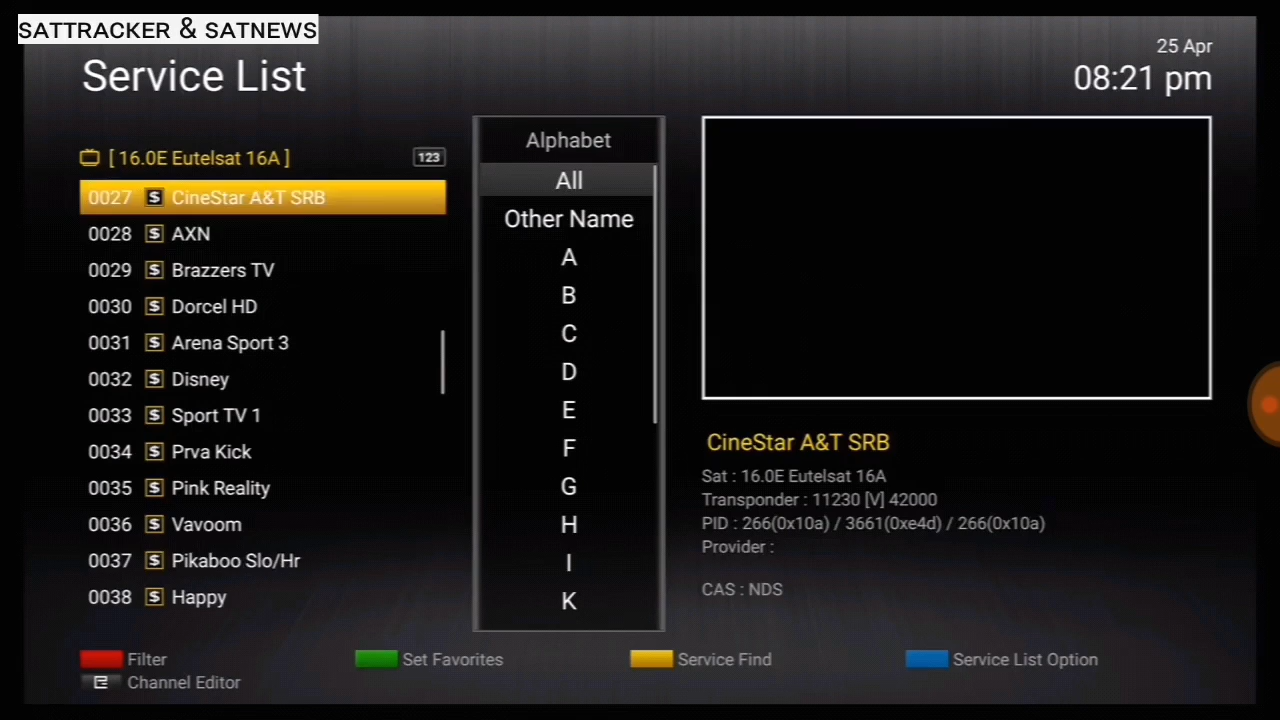 SATTRACKER & SATNEWS
Service List
25 Apr
08:21 pm
[ 16.0E Eutelsat 16A ]
123
0027 $ CineStar A&T SRB
0028 $ AXN
0029 $ Brazzers TV
0030 $ Dorcel HD
0031 $ Arena Sport 3
0032 $ Disney
0033 $ Sport TV 1
0034 $ Prva Kick
0035 $ Pink Reality
0036 $ Vavoom
0037 $ Pikaboo Slo/Hr
0038 $ Happy
Alphabet
All
Other Name
A
B
C
D
E
F
G
H
I
K
CineStar A&T SRB
Sat : 16.0E Eutelsat 16A
Transponder : 11230 [V] 42000
PID : 266(0x10a) / 3661(0xe4d) / 266(0x10a)
Provider :
CAS : NDS
Filter
Set Favorites
Service Find
Service List Option
Channel Editor